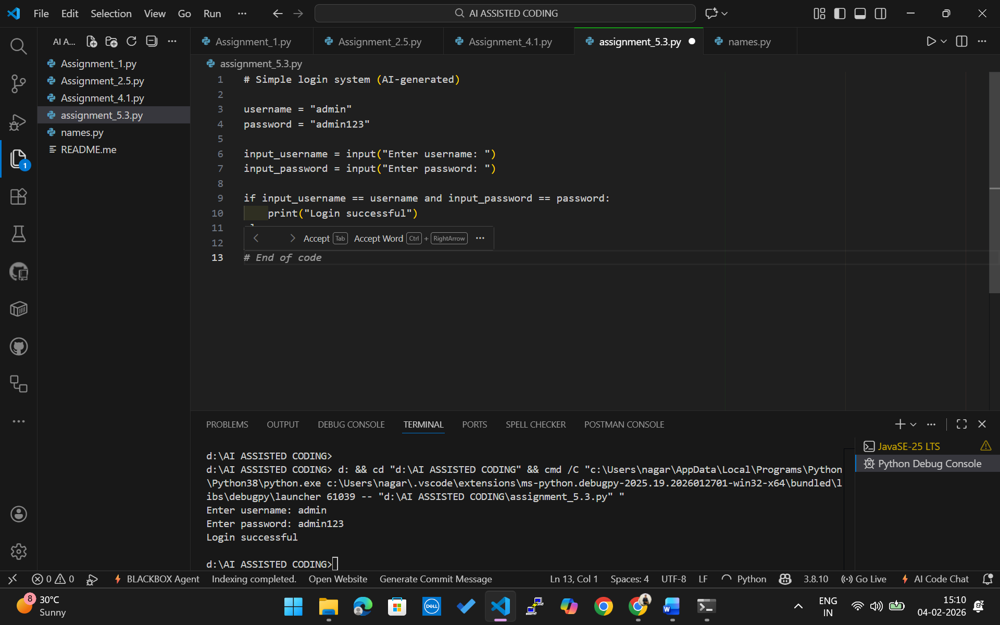 File Edit Selection View Go Run ··· AI ASSISTED CODING
AI A...
Assignment_1.py
Assignment_2.5.py
Assignment_4.1.py
assignment_5.3.py
names.py
README.me
1
Assignment_1.py Assignment_2.5.py Assignment_4.1.py assignment_5.3.py names.py
assignment_5.3.py
1 # Simple login system (AI-generated)
2
3 username = "admin"
4 password = "admin123"
5
6 input_username = input("Enter username: ")
7 input_password = input("Enter password: ")
8
9 if input_username == username and input_password == password:
10 print("Login successful")
11
12 Accept Tab Accept Word Ctrl + RightArrow ···
13 # End of code
PROBLEMS OUTPUT DEBUG CONSOLE TERMINAL PORTS SPELL CHECKER POSTMAN CONSOLE
d:\AI ASSISTED CODING>
d:\AI ASSISTED CODING> d: && cd "d:\AI ASSISTED CODING" && cmd /C "c:\Users\nagar\AppData\Local\Programs\Python
\Python38\python.exe c:\Users\nagar\.vscode\extensions\ms-python.debugpy-2025.19.2026012701-win32-x64\bundled\l
ibs\debugpy\launcher 61039 -- "d:\AI ASSISTED CODING\assignment_5.3.py" "
Enter username: admin
Enter password: admin123
Login successful
d:\AI ASSISTED CODING>
JavaSE-25 LTS
Python Debug Console
0 0 BLACKBOX Agent Indexing completed. Open Website Generate Commit Message Ln 13, Col 1 Spaces: 4 UTF-8 LF Python 3.8.10 Go Live AI Code Chat
8 30°C
Sunny
DELL
W
ENG
IN
15:10
04-02-2026